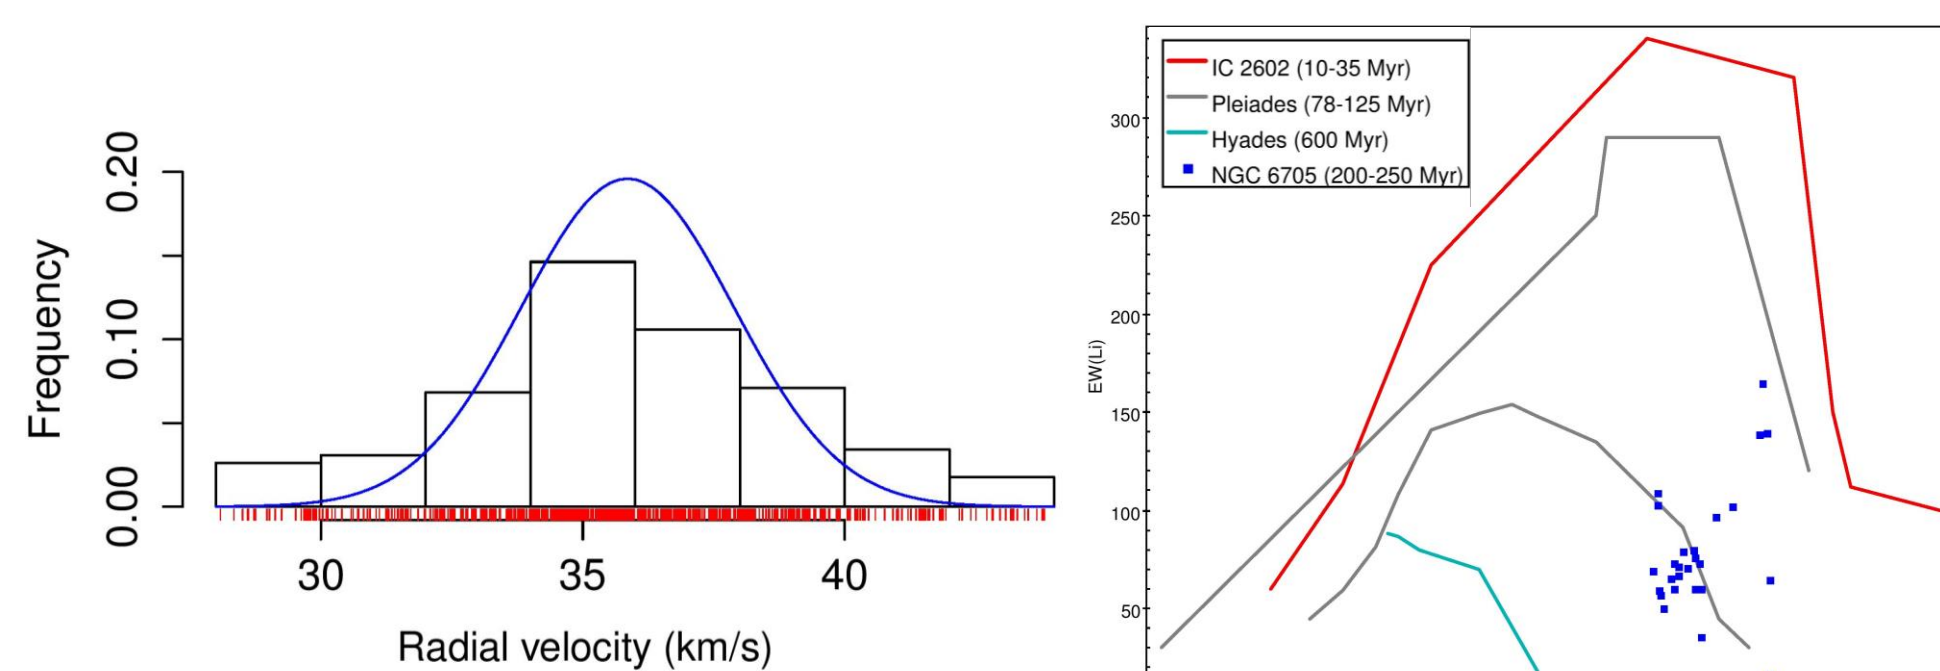 Frequency
0.20
0.10
0.00
30 35 40
Radial velocity (km/s)
IC 2602 (10-35 Myr)
Pleiades (78-125 Myr)
Hyades (600 Myr)
NGC 6705 (200-250 Myr)
EW(Li)
300
250
200
150
100
50